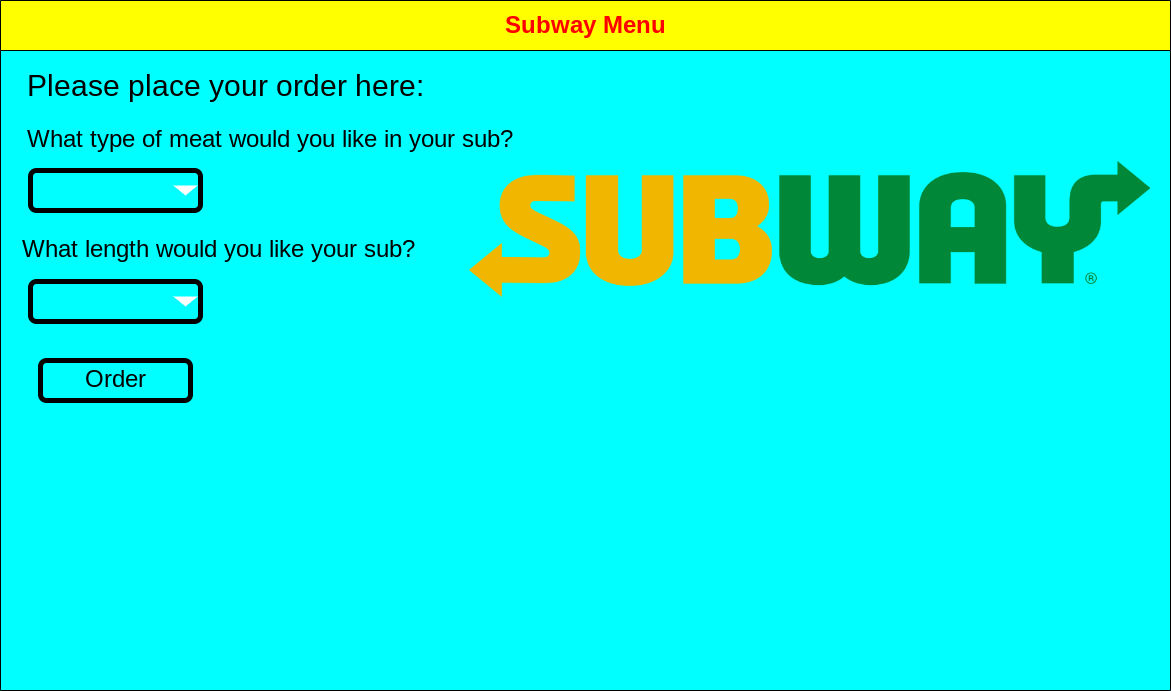 Subway Menu
Please place your order here:
What type of meat would you like in your sub?
SUBWAY®
What length would you like your sub?
Order